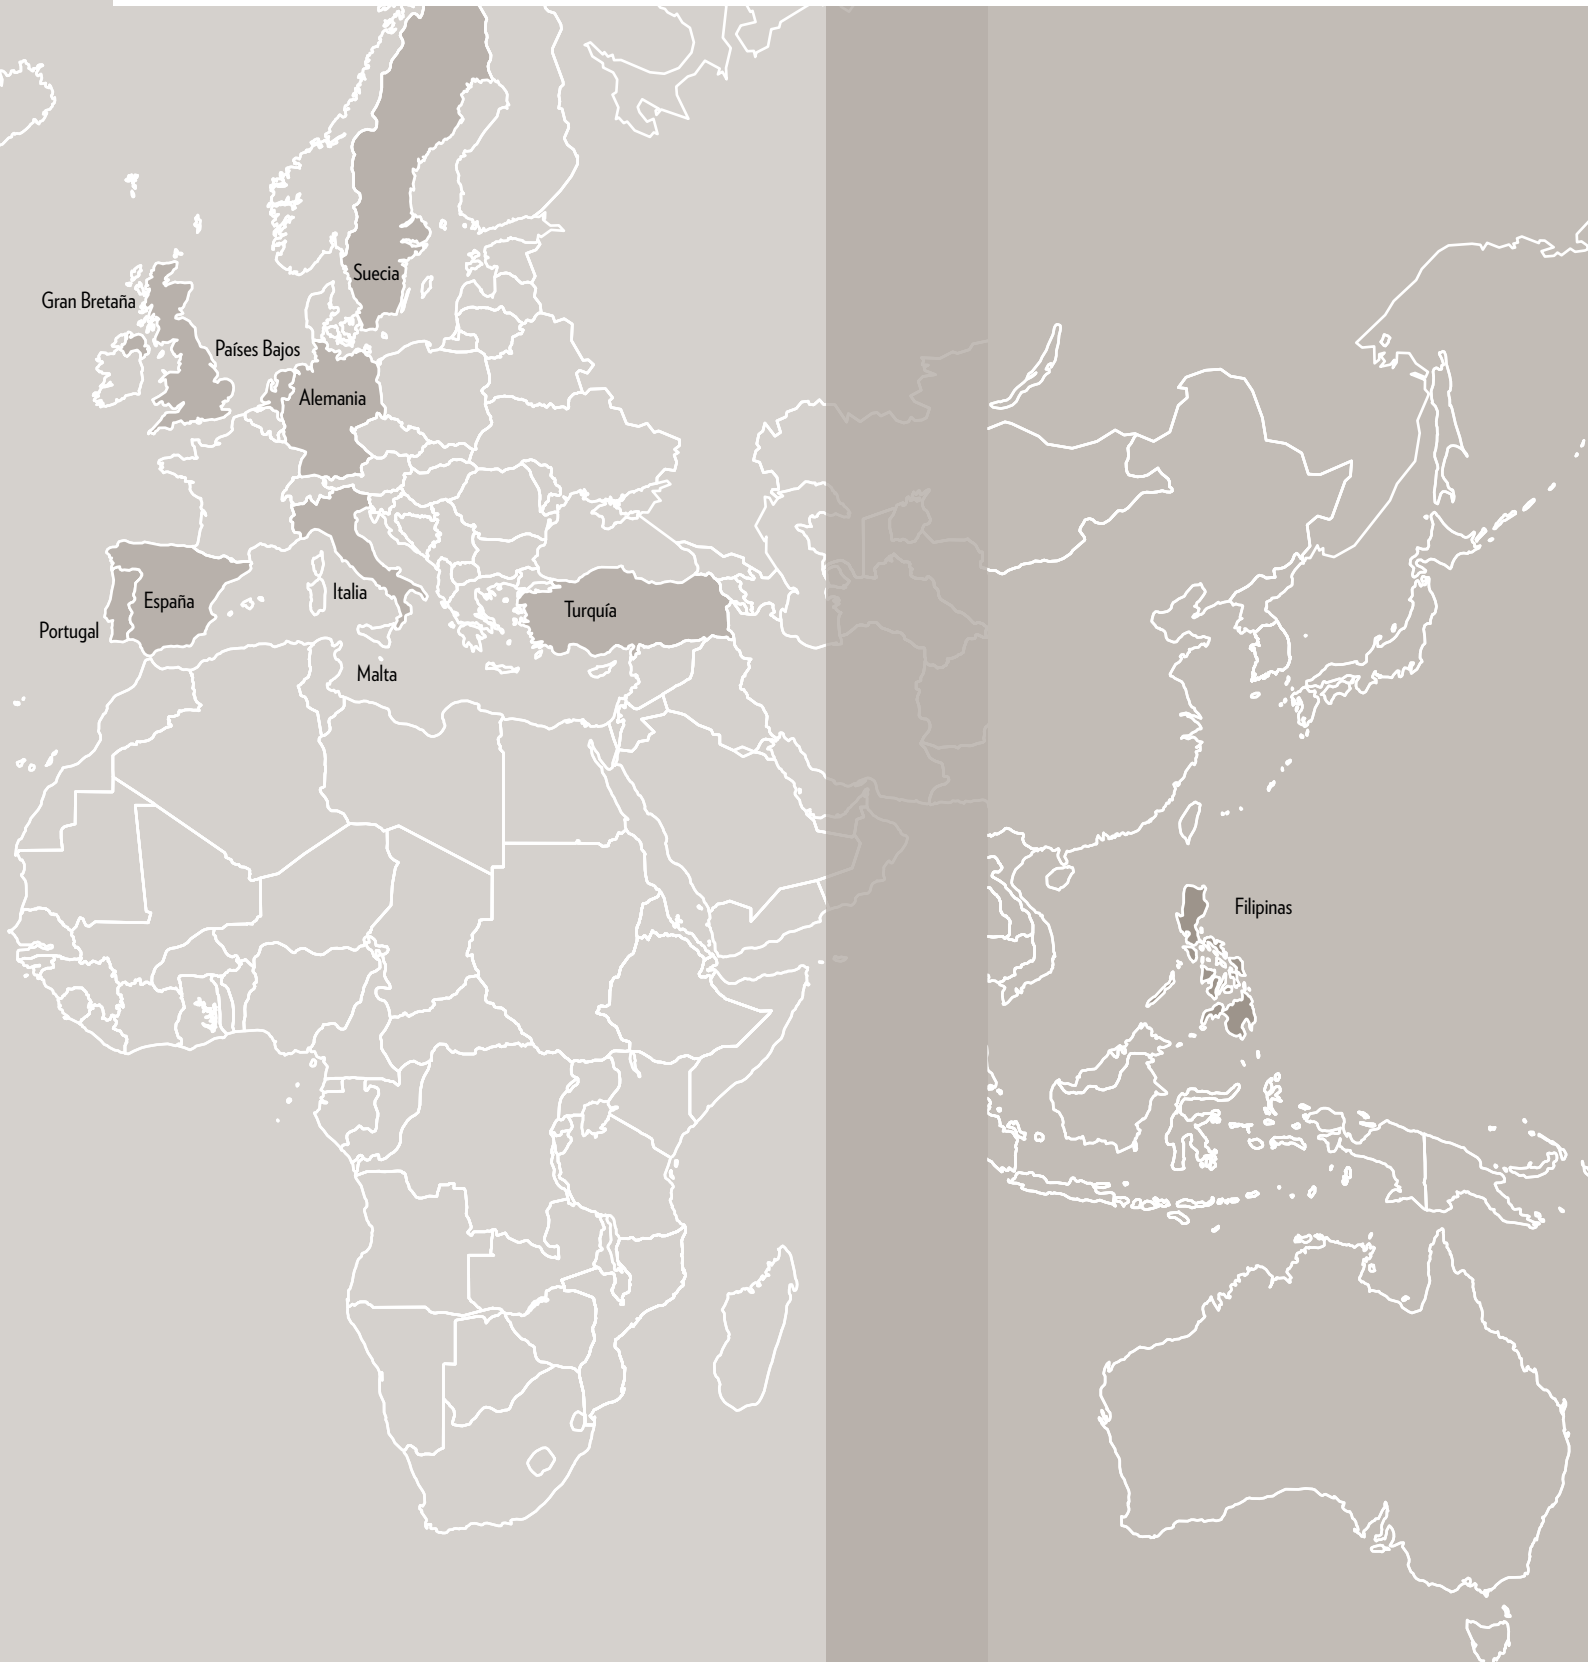 Suecia
Gran Bretaña
Países Bajos
Alemania
Italia
España
Turquía
Portugal
Malta
Filipinas